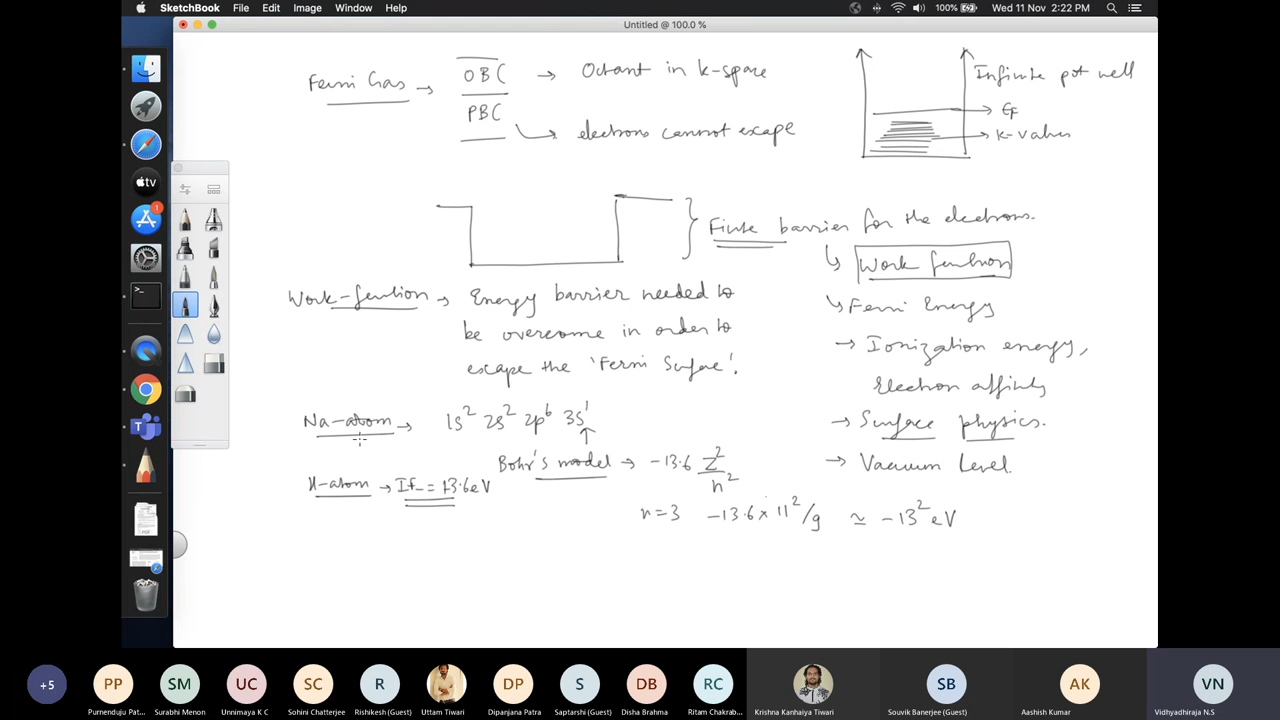 SketchBook File Edit Image Window Help
100% Wed 11 Nov 2:22 PM
Untitled @ 100.0 %
Fermi Gas → OBC → Octant in k-space
PBC
electrons cannot escape
Infinite pot well
→ EF
→ k-values
tv
1
Finite barrier for the electrons.
Work function
Work-function → Energy barrier needed to
be overcome in order to
escape the 'Fermi Surface'.
Fermi Energy
→ Ionization energy,
Electron affinity
→ Surface physics.
→ Vacuum Level.
Na-atom → 1s² 2s² 2p⁶ 3s¹
Bohr's model → -13.6 Z²/n²
H-atom → = 13.6eV
n=3 -13.6 x 11²/9 ≃ -13² eV
+5 PP SM UC SC R DP S DB RC SB AK VN
Purnendu Pat... Surabhi Menon Unnimaya K C Sohini Chatterjee Rishikesh (Guest) Uttam Tiwari Dipanjana Patra Saptarshi (Guest) Disha Brahma Ritam Chakrab... Krishna Kanhaiya Tiwari Souvik Banerjee (Guest) Aashish Kumar Vidhyadhiraja N.S